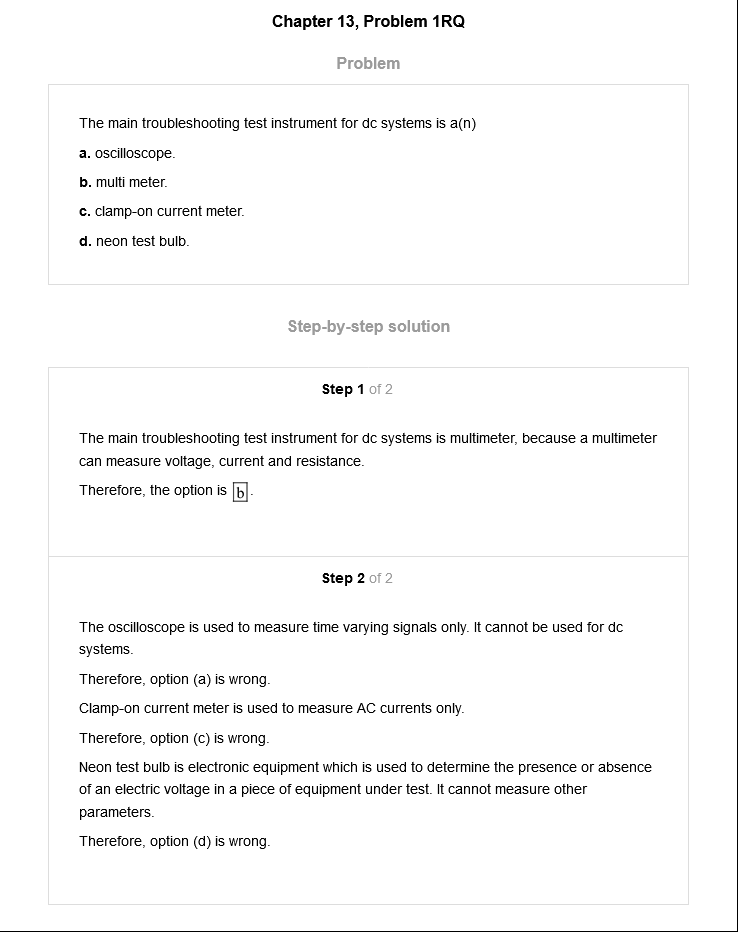 Chapter 13, Problem 1RQ
Problem
The main troubleshooting test instrument for dc systems is a(n)
a. oscilloscope.
b. multi meter.
c. clamp-on current meter.
d. neon test bulb.
Step-by-step solution
Step 1 of 2
The main troubleshooting test instrument for dc systems is multimeter, because a multimeter
can measure voltage, current and resistance.
Therefore, the option is b.
Step 2 of 2
The oscilloscope is used to measure time varying signals only. It cannot be used for dc
systems.
Therefore, option (a) is wrong.
Clamp-on current meter is used to measure AC currents only.
Therefore, option (c) is wrong.
Neon test bulb is electronic equipment which is used to determine the presence or absence
of an electric voltage in a piece of equipment under test. It cannot measure other
parameters.
Therefore, option (d) is wrong.